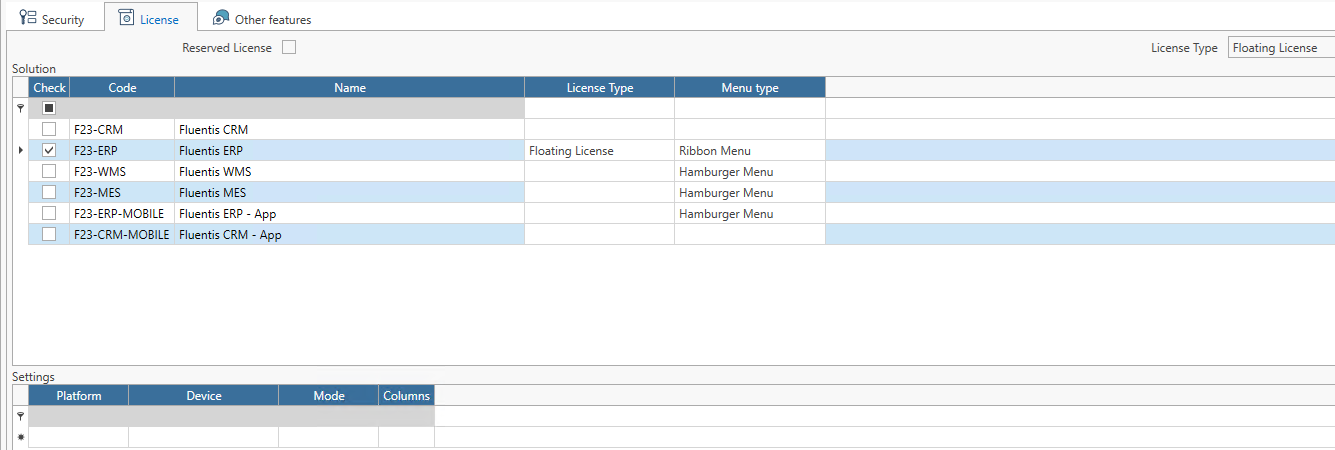 Security License Other features
Reserved License License Type Floating License
Solution
Check Code Name License Type Menu type
F23-CRM Fluentis CRM
F23-ERP Fluentis ERP Floating License Ribbon Menu
F23-WMS Fluentis WMS Hamburger Menu
F23-MES Fluentis MES Hamburger Menu
F23-ERP-MOBILE Fluentis ERP - App Hamburger Menu
F23-CRM-MOBILE Fluentis CRM - App
Settings
Platform Device Mode Columns